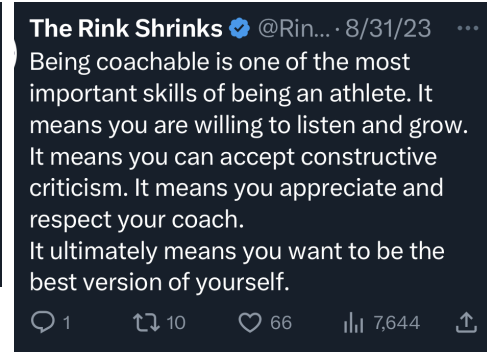 The Rink Shrinks @Rin... · 8/31/23 ...
Being coachable is one of the most
important skills of being an athlete. It
means you are willing to listen and grow.
It means you can accept constructive
criticism. It means you appreciate and
respect your coach.
It ultimately means you want to be the
best version of yourself.
1 10 66 7,644